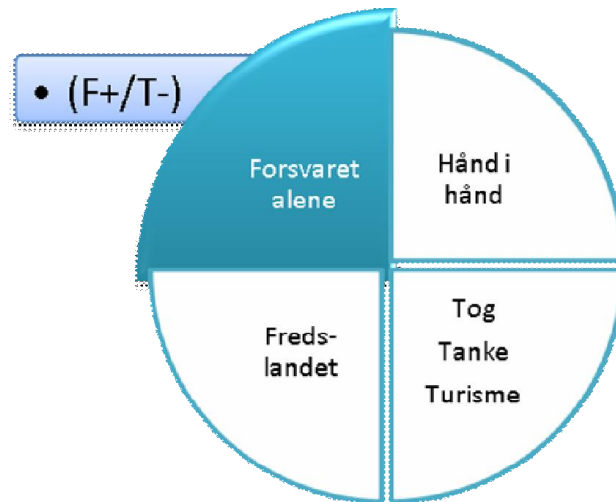 • (F+/T-)
Forsvaret
alene
Hånd i
hånd
Freds-
landet
Tog
Tanke
Turisme